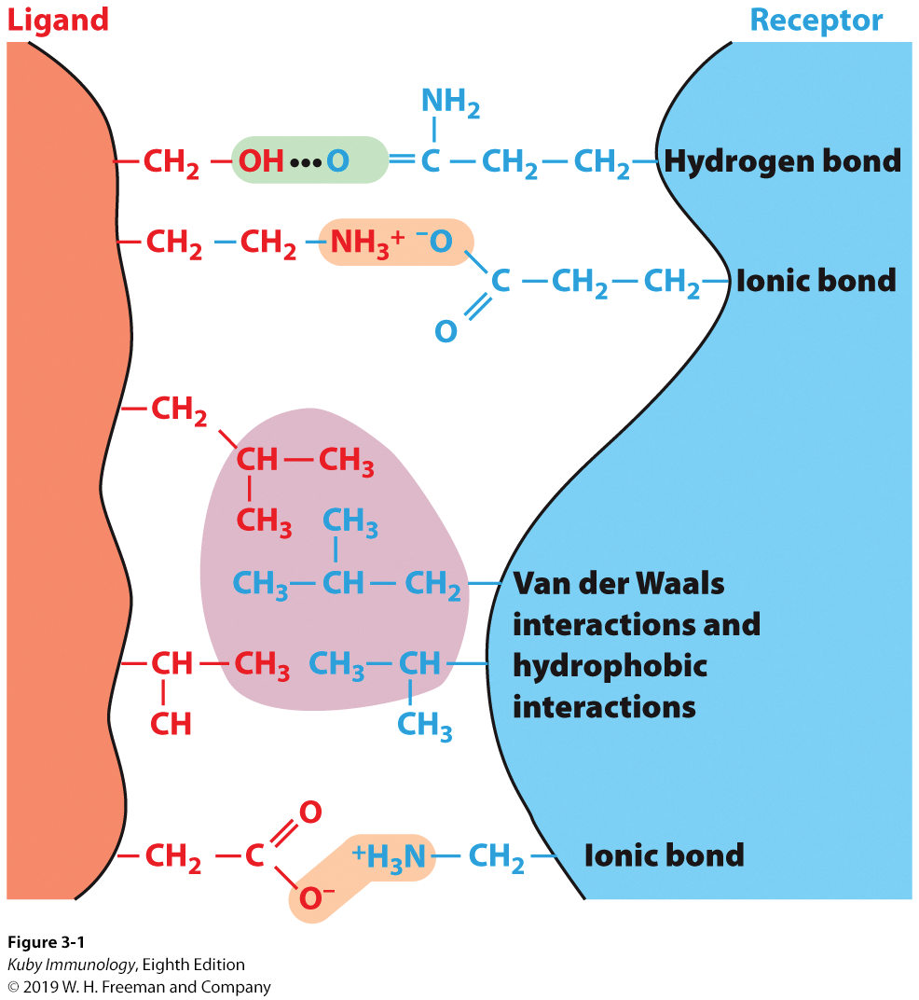 Ligand Receptor
NH₂
CH₂ — OH ••• O = C — CH₂ — CH₂ — Hydrogen bond
CH₂ — CH₂ — NH₃⁺ ⁻O
C — CH₂ — CH₂ — Ionic bond
O
CH₂
CH — CH₃
CH₃ CH₃
CH₃ — CH — CH₂ — Van der Waals
interactions and
CH — CH₃ CH₃ — CH — hydrophobic
interactions
CH CH₃
O
CH₂ — C ⁺H₃N — CH₂ — Ionic bond
O⁻
Figure 3-1
Kuby Immunology, Eighth Edition
© 2019 W. H. Freeman and Company